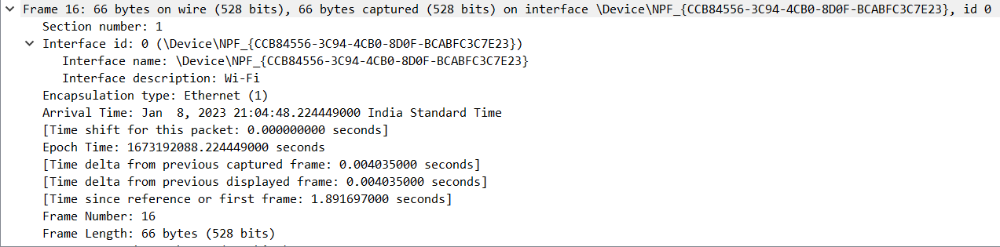 Frame 16: 66 bytes on wire (528 bits), 66 bytes captured (528 bits) on interface \Device\NPF_{CCB84556-3C94-4CB0-8D0F-BCABFC3C7E23}, id 0
Section number: 1
Interface id: 0 (\Device\NPF_{CCB84556-3C94-4CB0-8D0F-BCABFC3C7E23})
Interface name: \Device\NPF_{CCB84556-3C94-4CB0-8D0F-BCABFC3C7E23}
Interface description: Wi-Fi
Encapsulation type: Ethernet (1)
Arrival Time: Jan  8, 2023 21:04:48.224449000 India Standard Time
[Time shift for this packet: 0.000000000 seconds]
Epoch Time: 1673192088.224449000 seconds
[Time delta from previous captured frame: 0.004035000 seconds]
[Time delta from previous displayed frame: 0.004035000 seconds]
[Time since reference or first frame: 1.891697000 seconds]
Frame Number: 16
Frame Length: 66 bytes (528 bits)